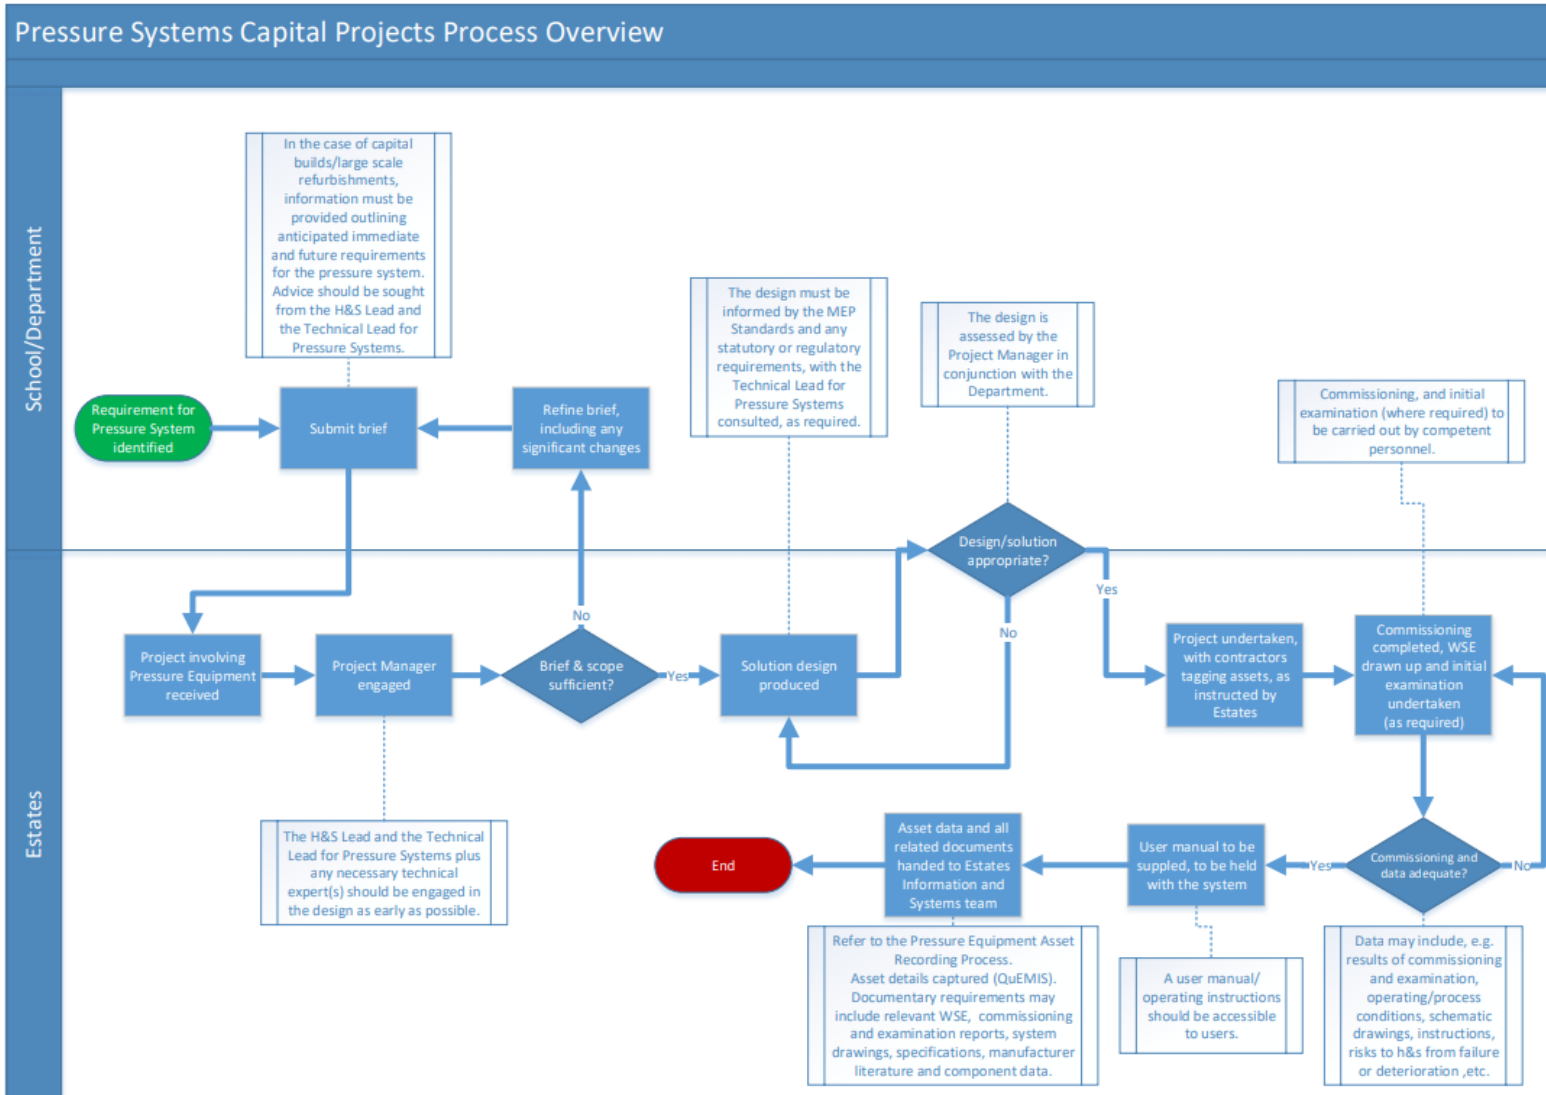 Pressure Systems Capital Projects Process Overview
School/Department
In the case of capital
builds/large scale
refurbishments,
information must be
provided outlining
anticipated immediate
and future requirements
for the pressure system.
Advice should be sought
from the H&S Lead and
the Technical Lead for
Pressure Systems.
The design must be
informed by the MEP
Standards and any
statutory or regulatory
requirements, with the
Technical Lead for
Pressure Systems
consulted, as required.
The design is
assessed by the
Project Manager in
conjunction with the
Department.
Commissioning, and initial
examination (where required) to
be carried out by competent
personnel.
Requirement for
Pressure System
identified
Submit brief
Refine brief,
including any
significant changes
Design/solution
appropriate?
Yes
No
No
Estates
Project involving
Pressure Equipment
received
Project Manager
engaged
Brief & scope
sufficient?
Yes
Solution design
produced
Project undertaken,
with contractors
tagging assets, as
instructed by
Estates
Commissioning
completed, WSE
drawn up and initial
examination
undertaken
(as required)
The H&S Lead and the Technical
Lead for Pressure Systems plus
any necessary technical
expert(s) should be engaged in
the design as early as possible.
End
Asset data and all
related documents
handed to Estates
Information and
Systems team
User manual to be
suppled, to be held
with the system
Yes
Commissioning and
data adequate?
No
Refer to the Pressure Equipment Asset
Recording Process.
Asset details captured (QuEMIS).
Documentary requirements may
include relevant WSE, commissioning
and examination reports, system
drawings, specifications, manufacturer
literature and component data.
A user manual/
operating instructions
should be accessible
to users.
Data may include, e.g.
results of commissioning
and examination,
operating/process
conditions, schematic
drawings, instructions,
risks to h&s from failure
or deterioration ,etc.